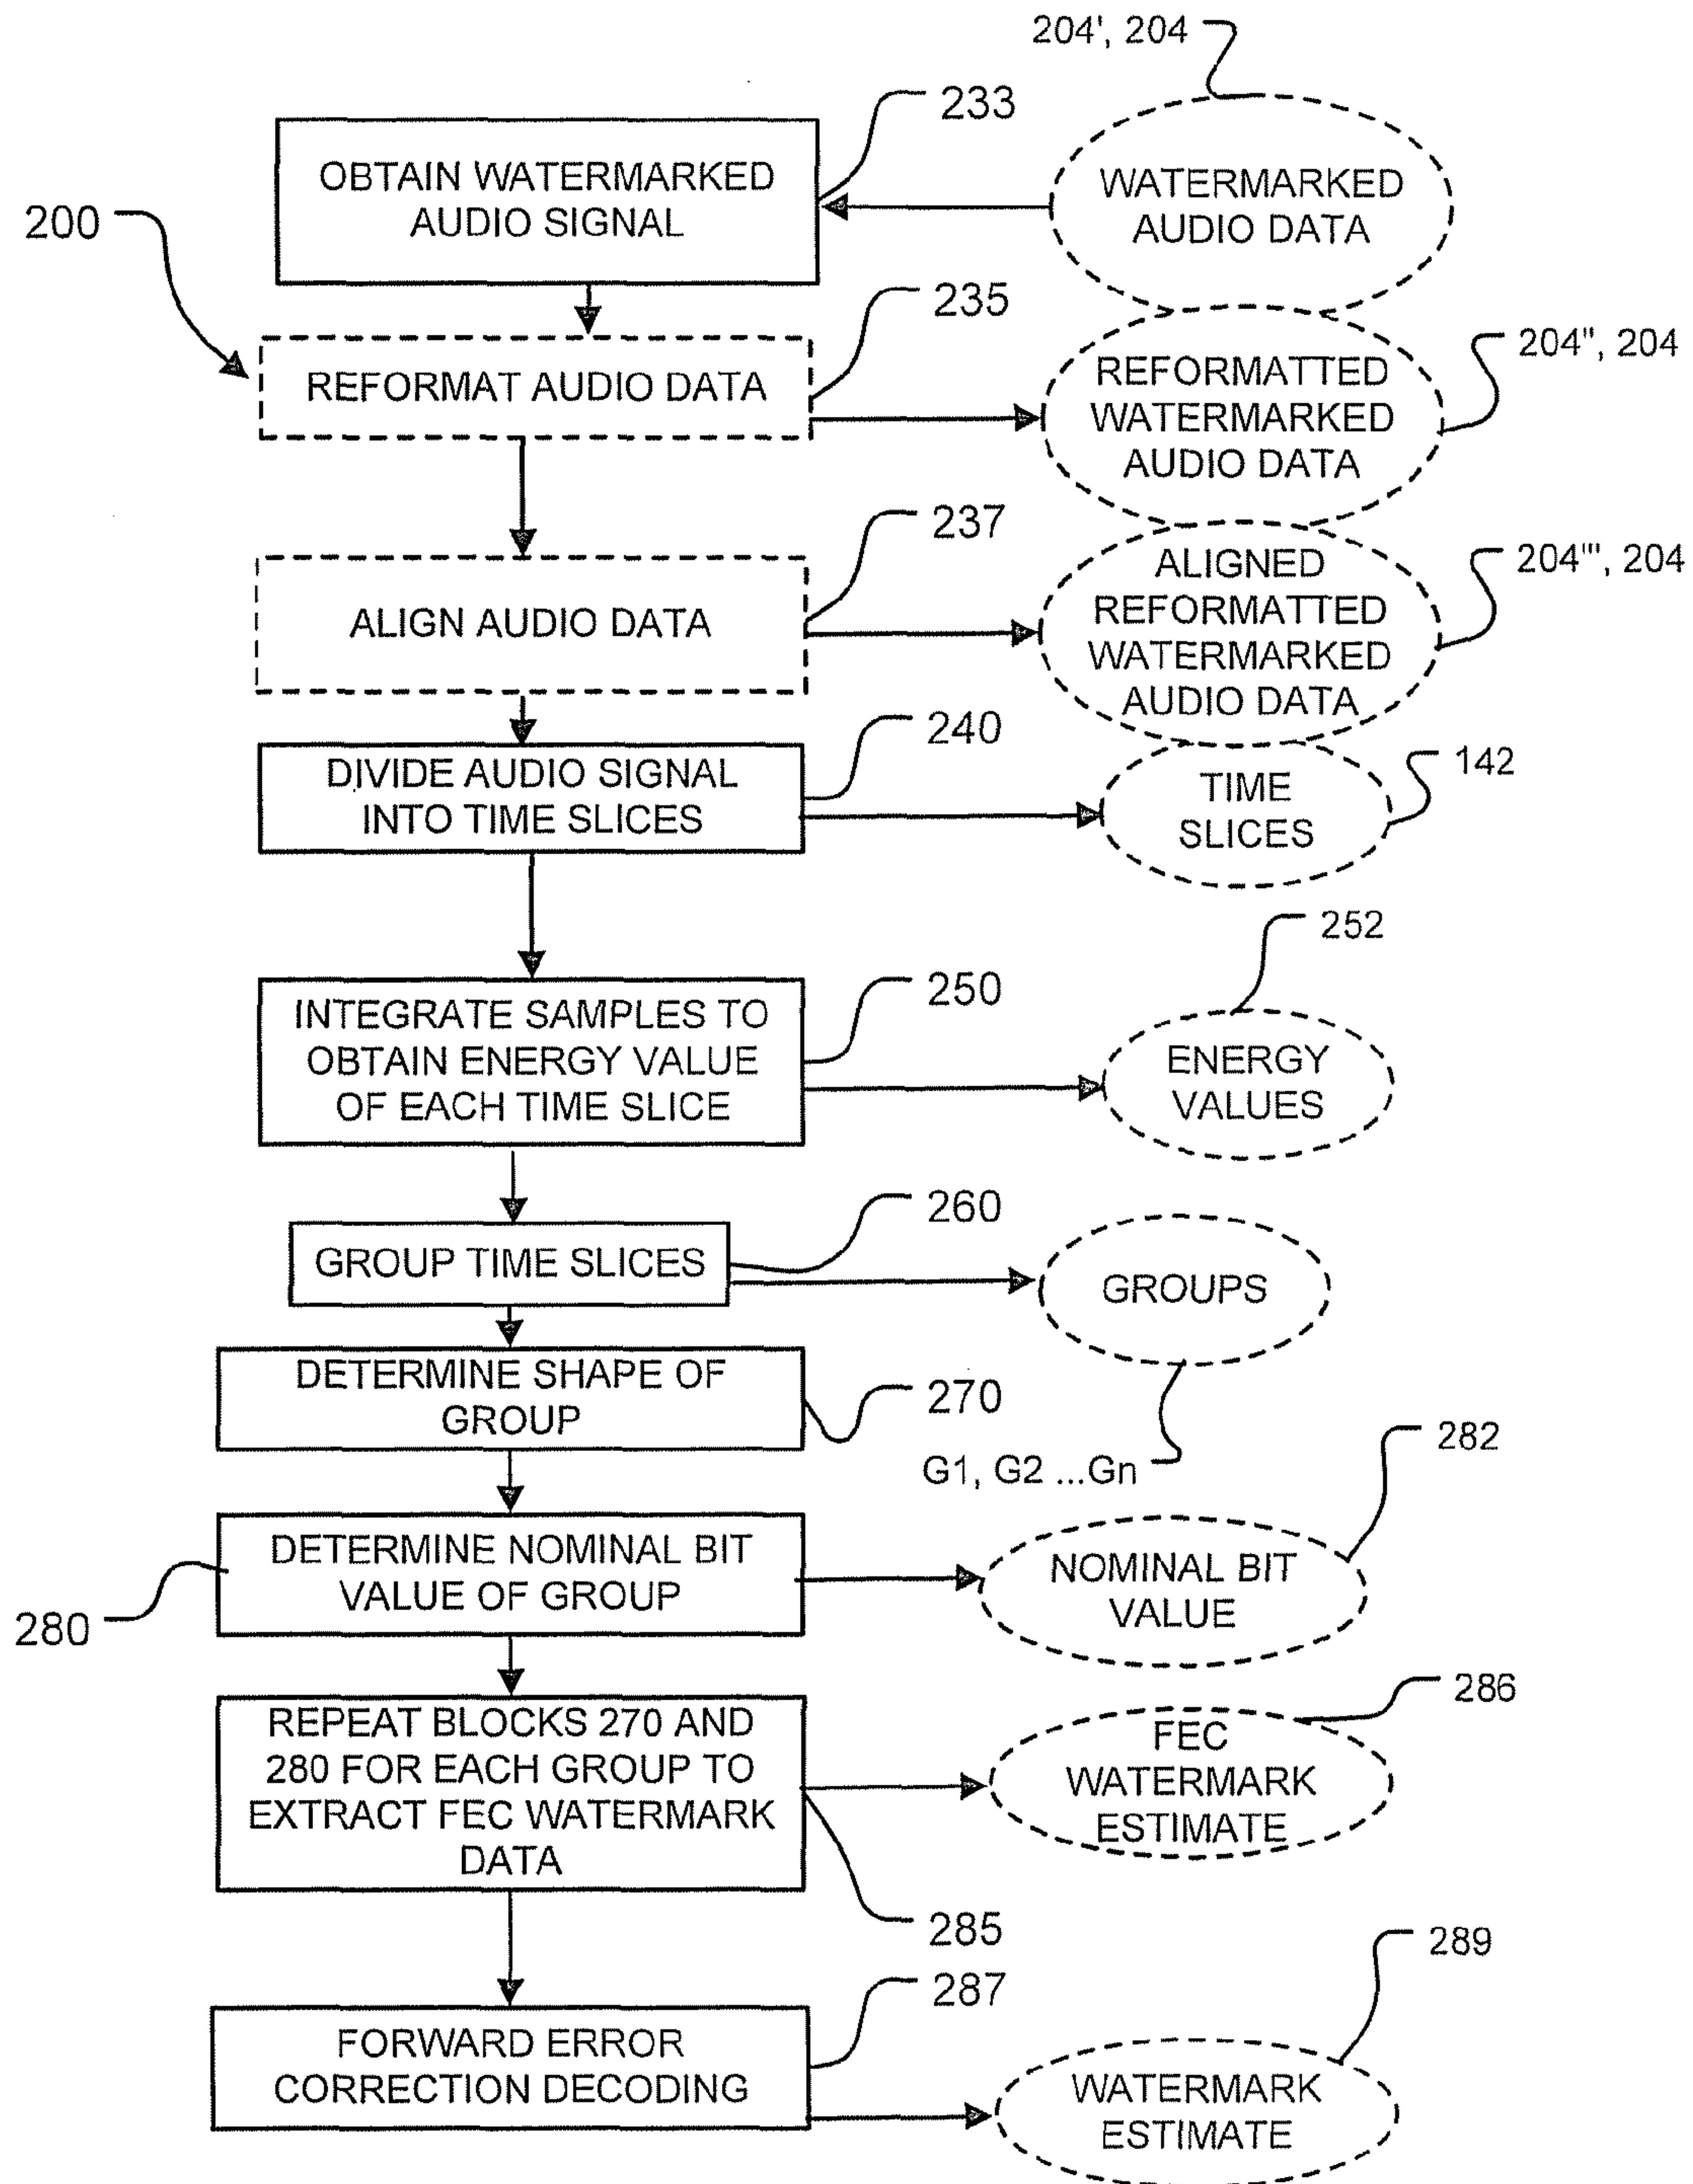 204', 204
233
OBTAIN WATERMARKED
AUDIO SIGNAL
WATERMARKED
AUDIO DATA
200
235
REFORMAT AUDIO DATA
REFORMATTED
WATERMARKED
AUDIO DATA
204", 204
237
ALIGN AUDIO DATA
ALIGNED
REFORMATTED
WATERMARKED
AUDIO DATA
204"', 204
240
DIVIDE AUDIO SIGNAL
INTO TIME SLICES
TIME
SLICES
142
252
250
INTEGRATE SAMPLES TO
OBTAIN ENERGY VALUE
OF EACH TIME SLICE
ENERGY
VALUES
260
GROUP TIME SLICES
GROUPS
DETERMINE SHAPE OF
GROUP
270
G1, G2 ...Gn
282
DETERMINE NOMINAL BIT
VALUE OF GROUP
280
NOMINAL BIT
VALUE
286
REPEAT BLOCKS 270 AND
280 FOR EACH GROUP TO
EXTRACT FEC WATERMARK
DATA
FEC
WATERMARK
ESTIMATE
285
289
287
FORWARD ERROR
CORRECTION DECODING
WATERMARK
ESTIMATE